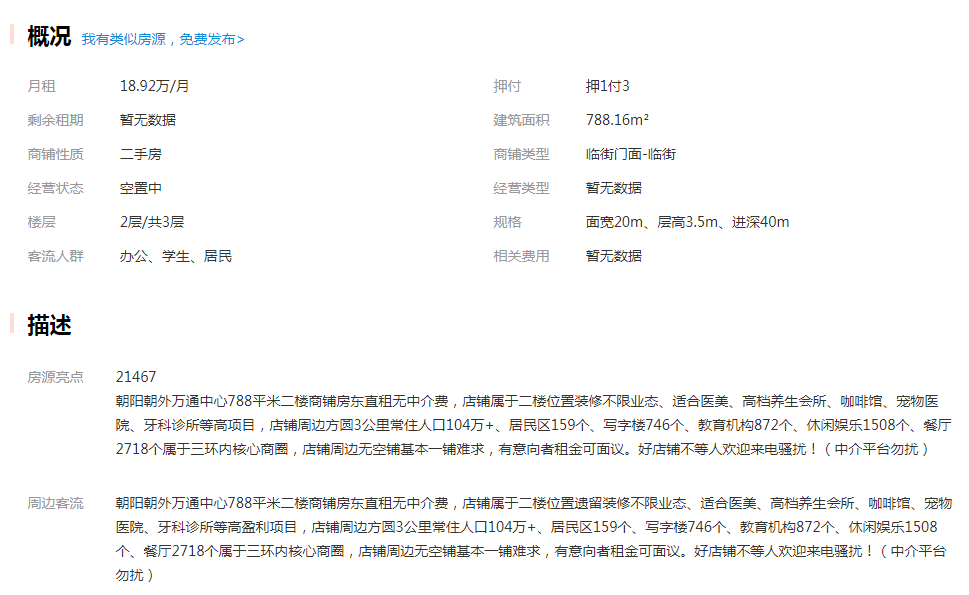 概况 我有类似房源，免费发布>
月租 18.92万/月 押付 押1付3
剩余租期 暂无数据 建筑面积 788.16m²
商铺性质 二手房 商铺类型 临街门面-临街
经营状态 空置中 经营类型 暂无数据
楼层 2层/共3层 规格 面宽20m、层高3.5m、进深40m
客流人群 办公、学生、居民 相关费用 暂无数据
描述
房源亮点 21467
朝阳朝外万通中心788平米二楼商铺房东直租无中介费，店铺属于二楼位置装修不限业态、适合医美、高档养生会所、咖啡馆、宠物医
院、牙科诊所等高项目，店铺周边方圆3公里常住人口104万+、居民区159个、写字楼746个、教育机构872个、休闲娱乐1508个、餐厅
2718个属于三环内核心商圈，店铺周边无空铺基本一铺难求，有意向者租金可面议。好店铺不等人欢迎来电骚扰！（中介平台勿扰）
周边客流 朝阳朝外万通中心788平米二楼商铺房东直租无中介费，店铺属于二楼位置遗留装修不限业态、适合医美、高档养生会所、咖啡馆、宠物
医院、牙科诊所等高盈利项目，店铺周边方圆3公里常住人口104万+、居民区159个、写字楼746个、教育机构872个、休闲娱乐1508
个、餐厅2718个属于三环内核心商圈，店铺周边无空铺基本一铺难求，有意向者租金可面议。好店铺不等人欢迎来电骚扰！（中介平台
勿扰）